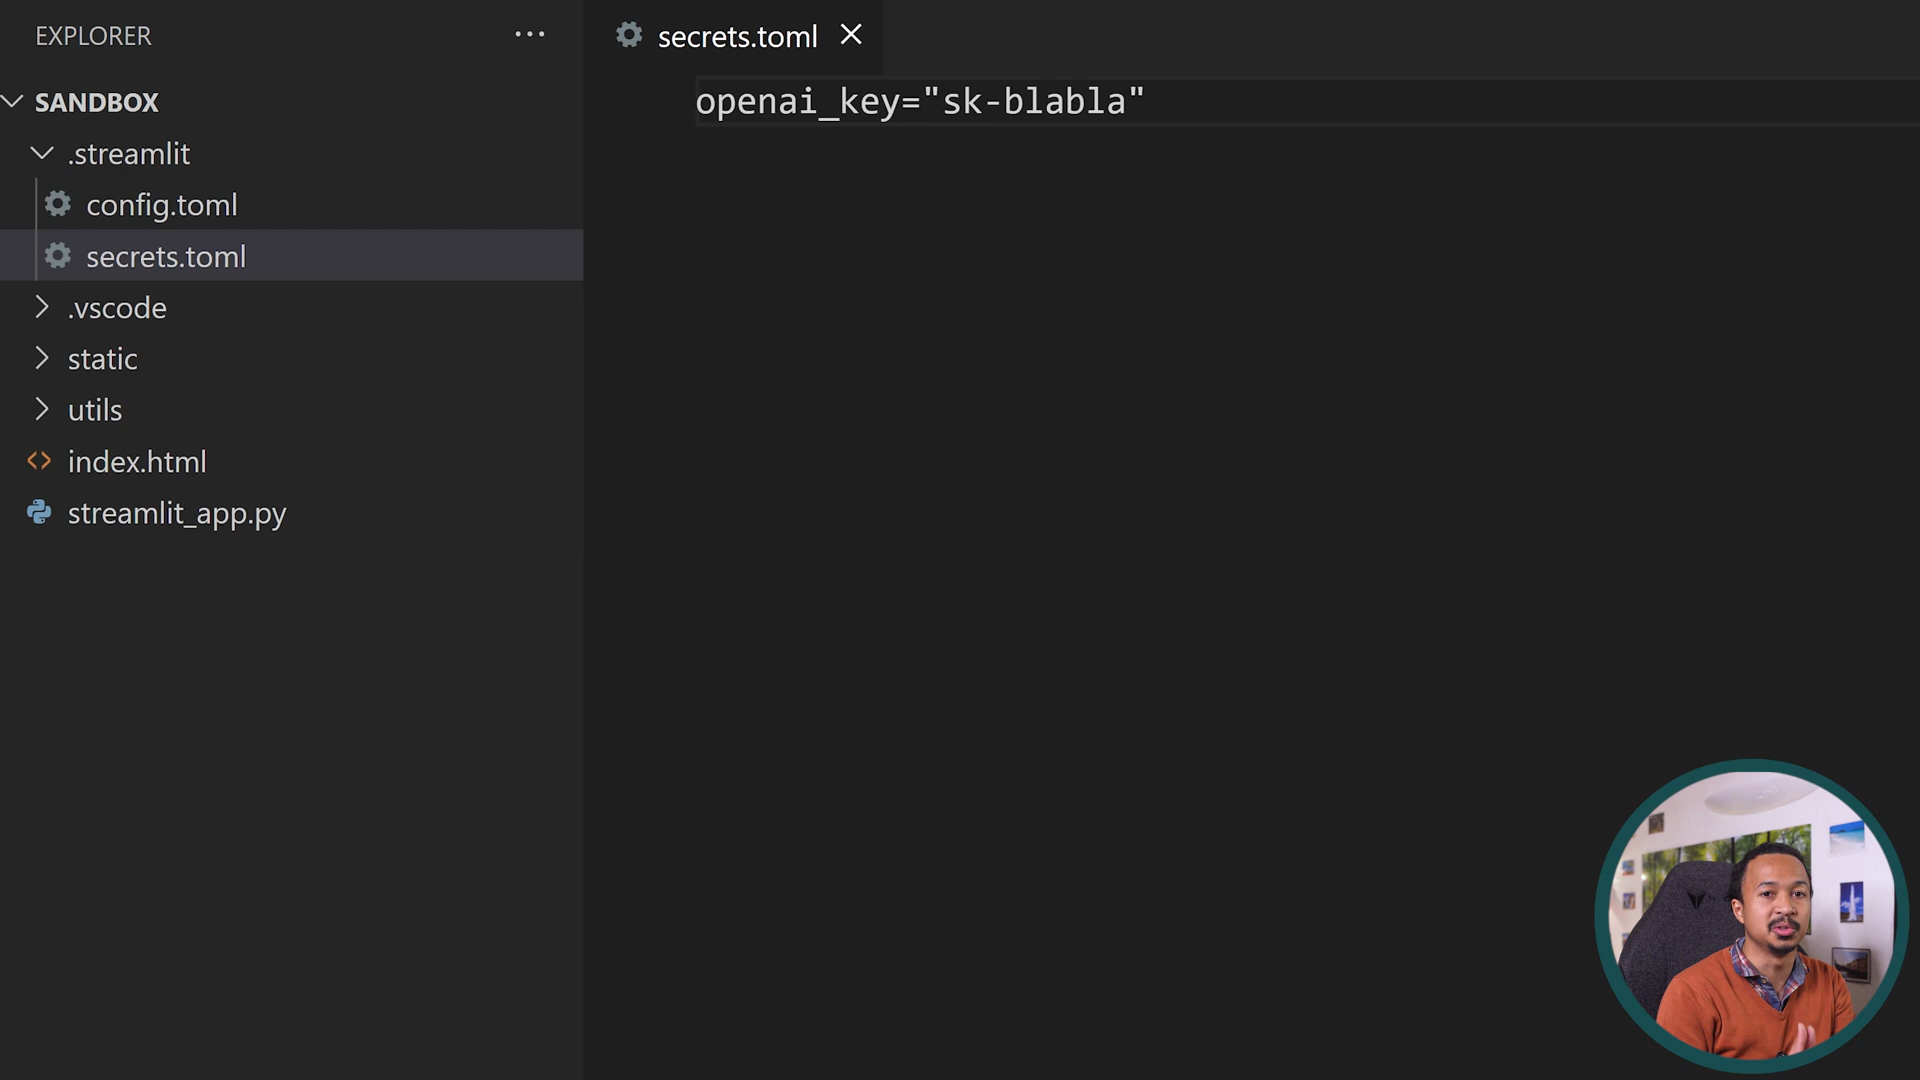 EXPLORER
secrets.toml
openai_key="sk-blabla"
SANDBOX
.streamlit
config.toml
secrets.toml
.vscode
static
utils
index.html
streamlit_app.py